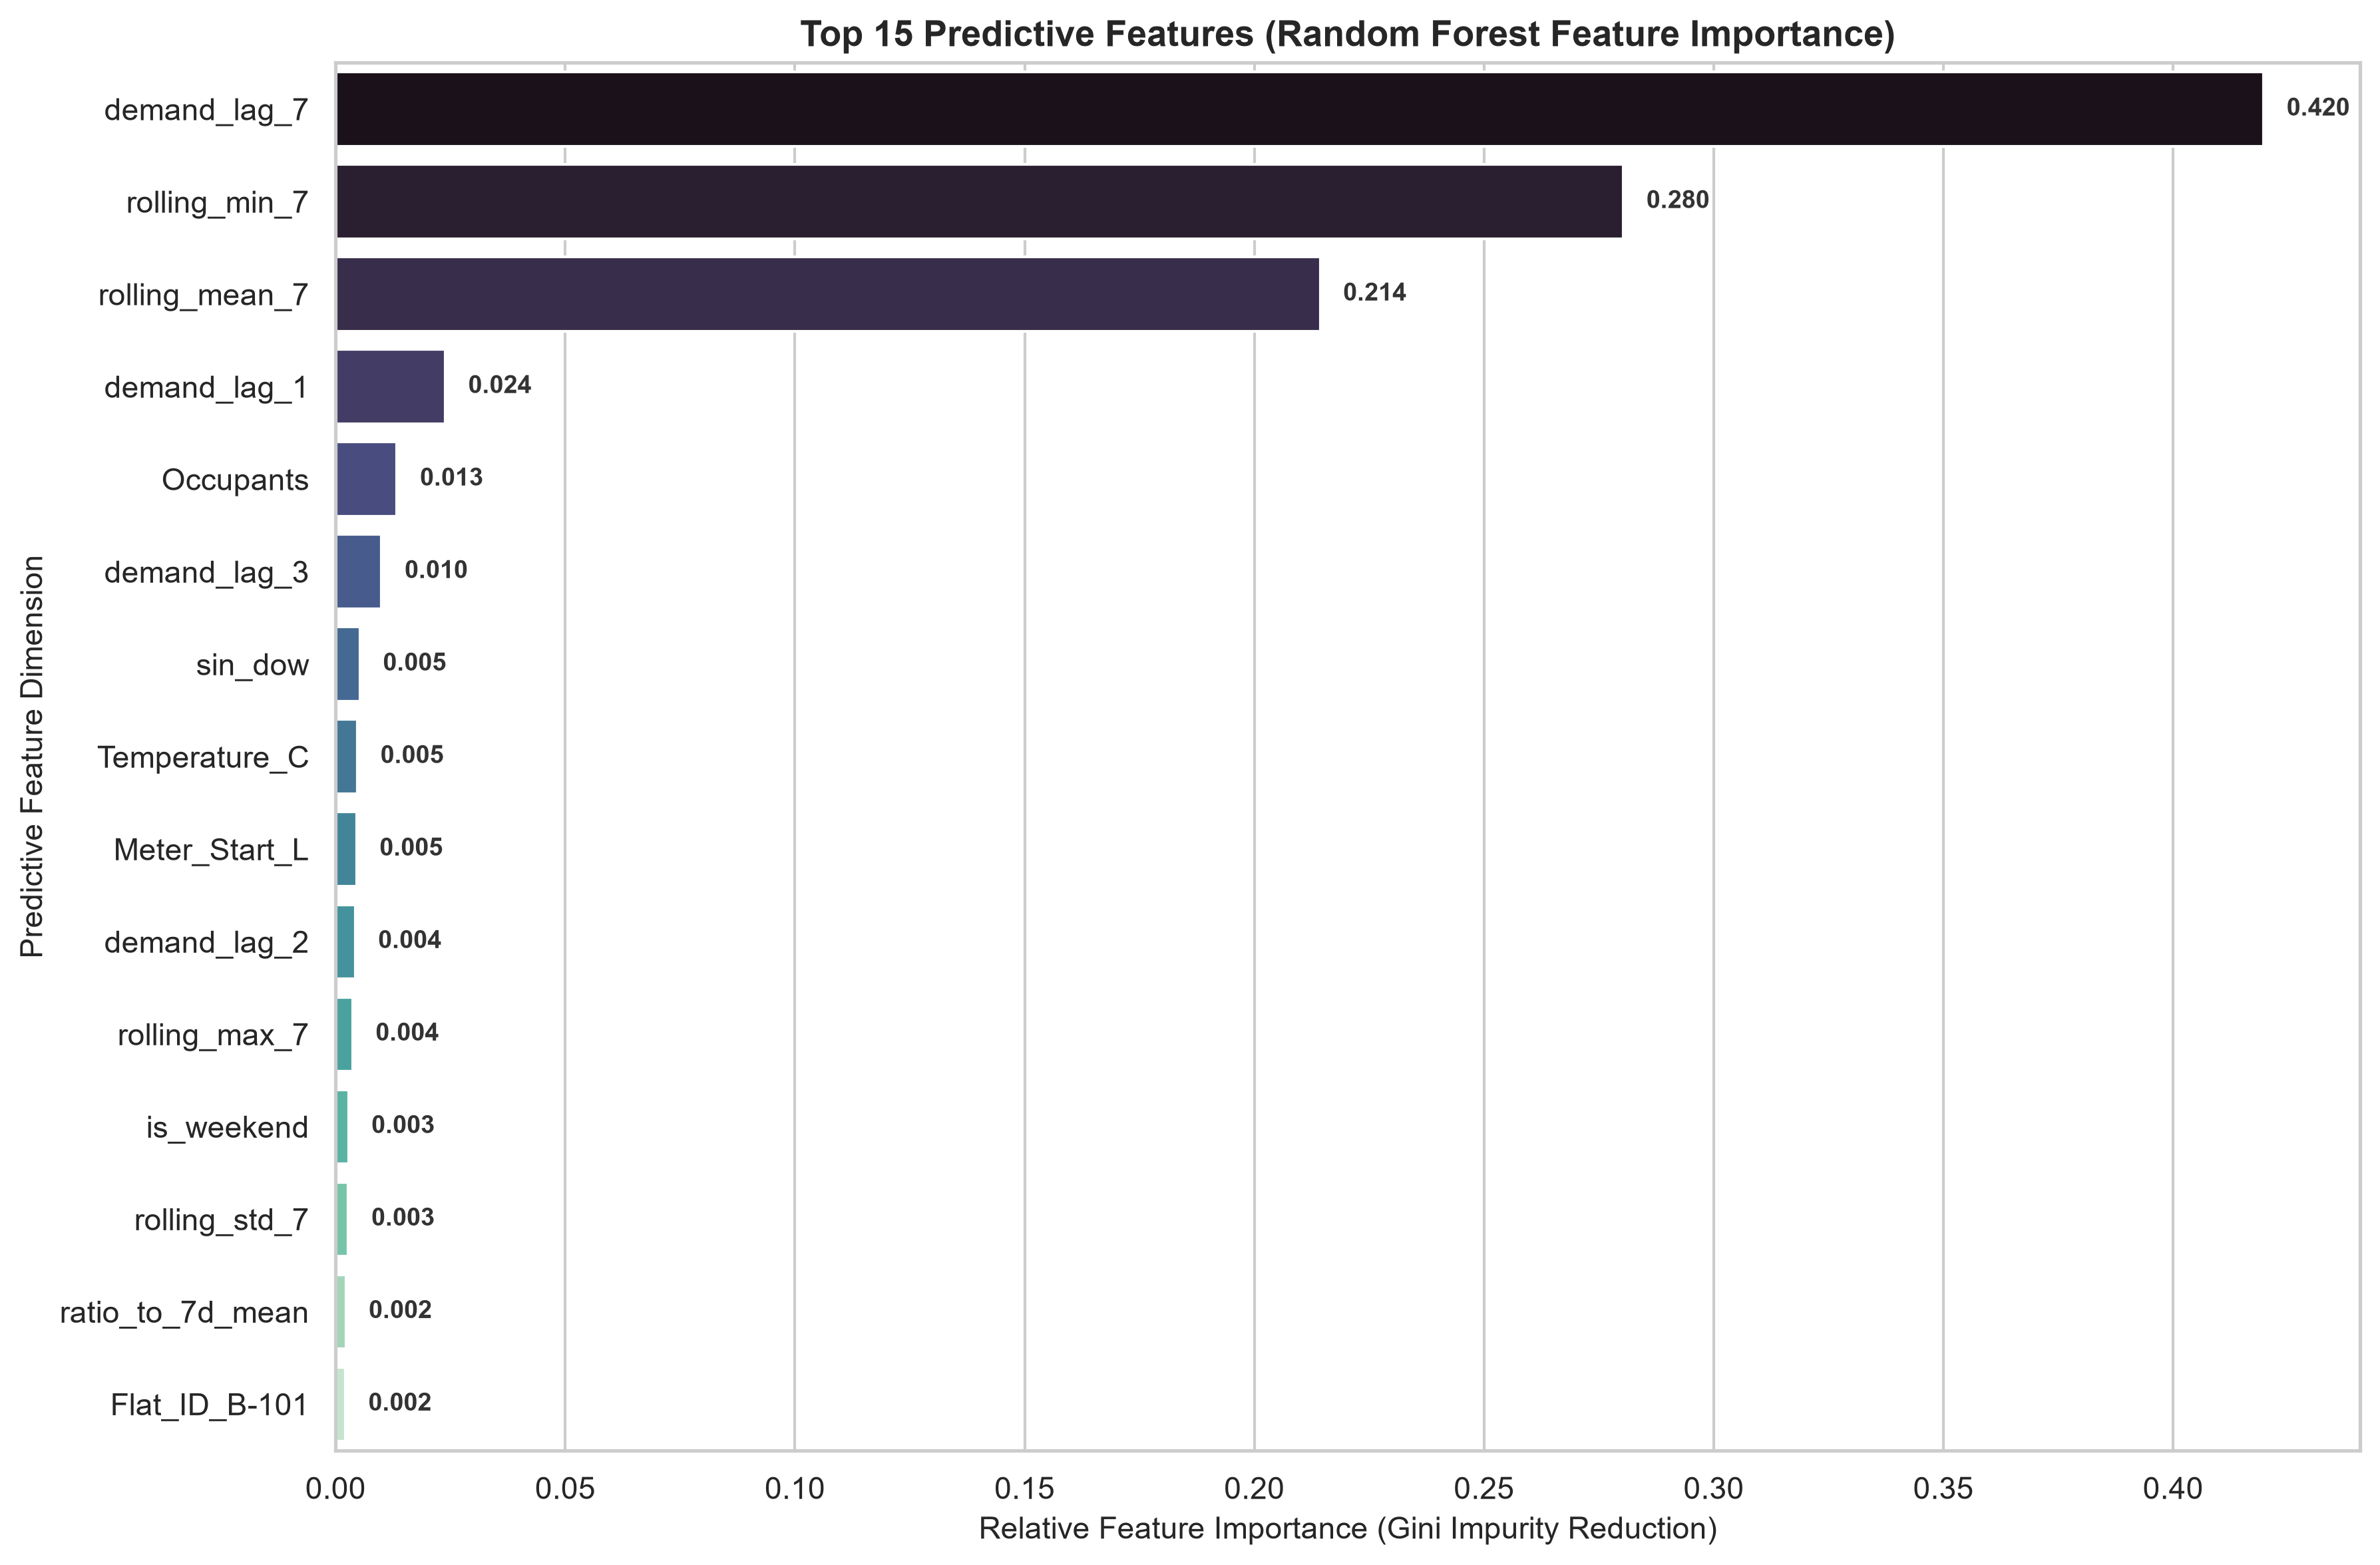 Top 15 Predictive Features (Random Forest Feature Importance)
demand_lag_7 0.420
rolling_min_7 0.280
rolling_mean_7 0.214
demand_lag_1 0.024
Occupants 0.013
demand_lag_3 0.010
sin_dow 0.005
Temperature_C 0.005
Meter_Start_L 0.005
demand_lag_2 0.004
rolling_max_7 0.004
is_weekend 0.003
rolling_std_7 0.003
ratio_to_7d_mean 0.002
Flat_ID_B-101 0.002
Predictive Feature Dimension
0.00 0.05 0.10 0.15 0.20 0.25 0.30 0.35 0.40
Relative Feature Importance (Gini Impurity Reduction)